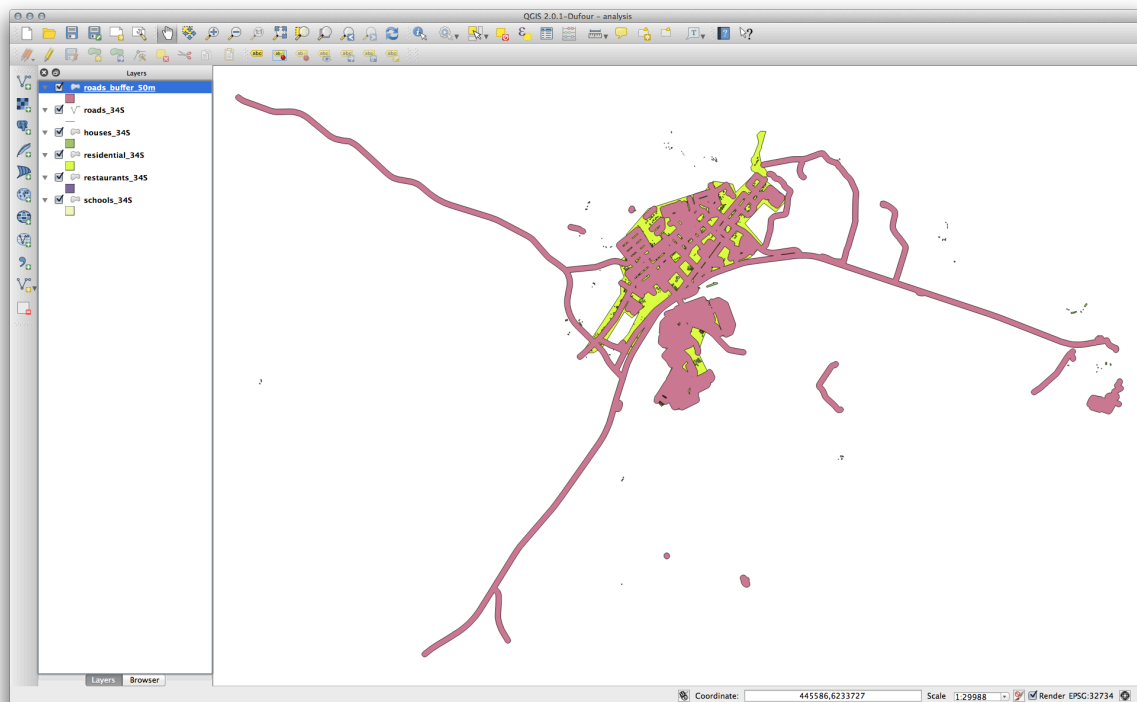 QGIS 2.0.1-Dufour - analysis
Layers
roads_buffer_50m
roads_34S
houses_34S
residential_34S
restaurants_34S
schools_34S
Layers Browser
Coordinate: 445586,6233727 Scale 1:29988 Render EPSG:32734